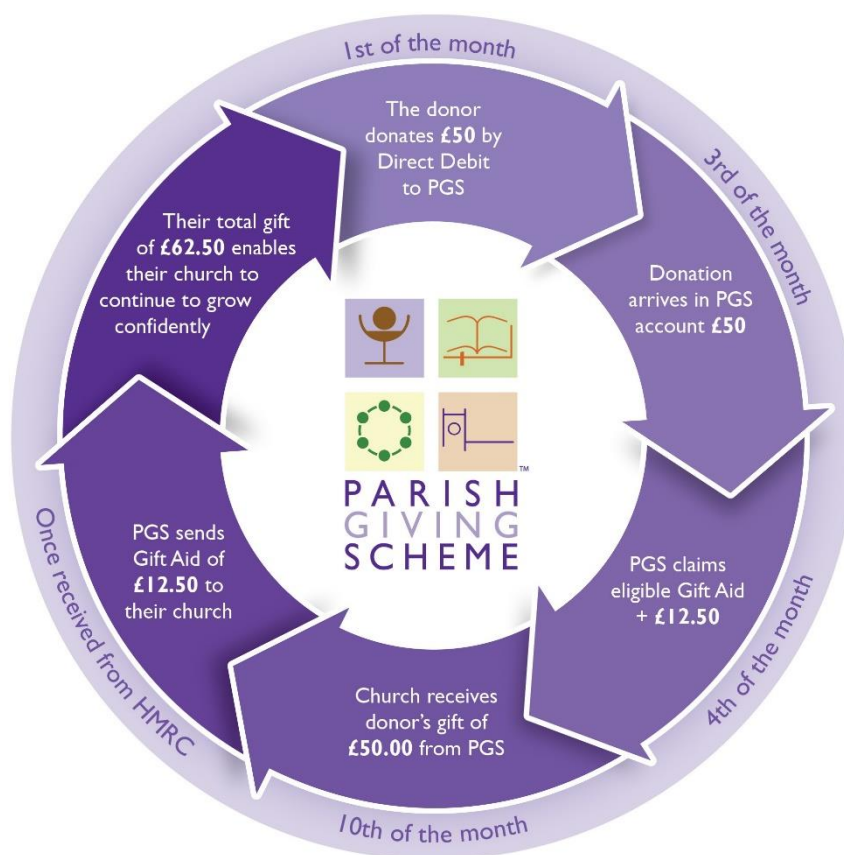 1st of the month
The donor
donates £50 by
Direct Debit
to PGS
3rd of the month
Donation
arrives in PGS
account £50
4th of the month
PGS claims
eligible Gift Aid
+ £12.50
10th of the month
Church receives
donor's gift of
£50.00 from PGS
Once received from HMRC
PGS sends
Gift Aid of
£12.50 to
their church
Their total gift
of £62.50 enables
their church to
continue to grow
confidently
PARISH
GIVING
SCHEME
TM